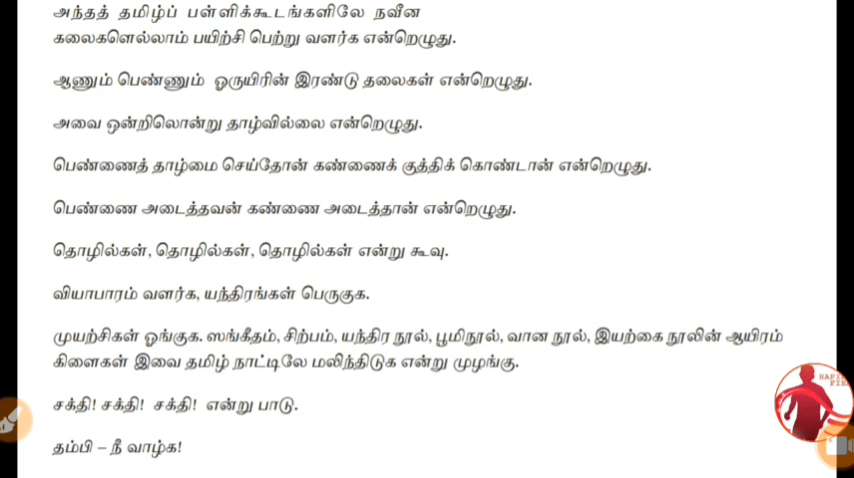 அந்தத் தமிழ்ப் பள்ளிக்கூடங்களிலே நவீன
கலைகளெல்லாம் பயிற்சி பெற்று வளர்க என்றெழுது.
ஆணும் பெண்ணும் ஓருயிரின் இரண்டு தலைகள் என்றெழுது.
அவை ஒன்றிலொன்று தாழ்வில்லை என்றெழுது.
பெண்ணைத் தாழ்மை செய்தோன் கண்ணைக் குத்திக் கொண்டான் என்றெழுது.
பெண்ணை அடைத்தவன் கண்ணை அடைத்தான் என்றெழுது.
தொழில்கள், தொழில்கள், தொழில்கள் என்று கூவு.
வியாபாரம் வளர்க, யந்திரங்கள் பெருகுக.
முயற்சிகள் ஓங்குக. ஸங்கீதம், சிற்பம், யந்திர நூல், பூமிநூல், வான நூல், இயற்கை நூலின் ஆயிரம்
கிளைகள் இவை தமிழ் நாட்டிலே மலிந்திடுக என்று முழங்கு.
சக்தி! சக்தி! சக்தி! என்று பாடு.
தம்பி – நீ வாழ்க!
RAPID
FIRE